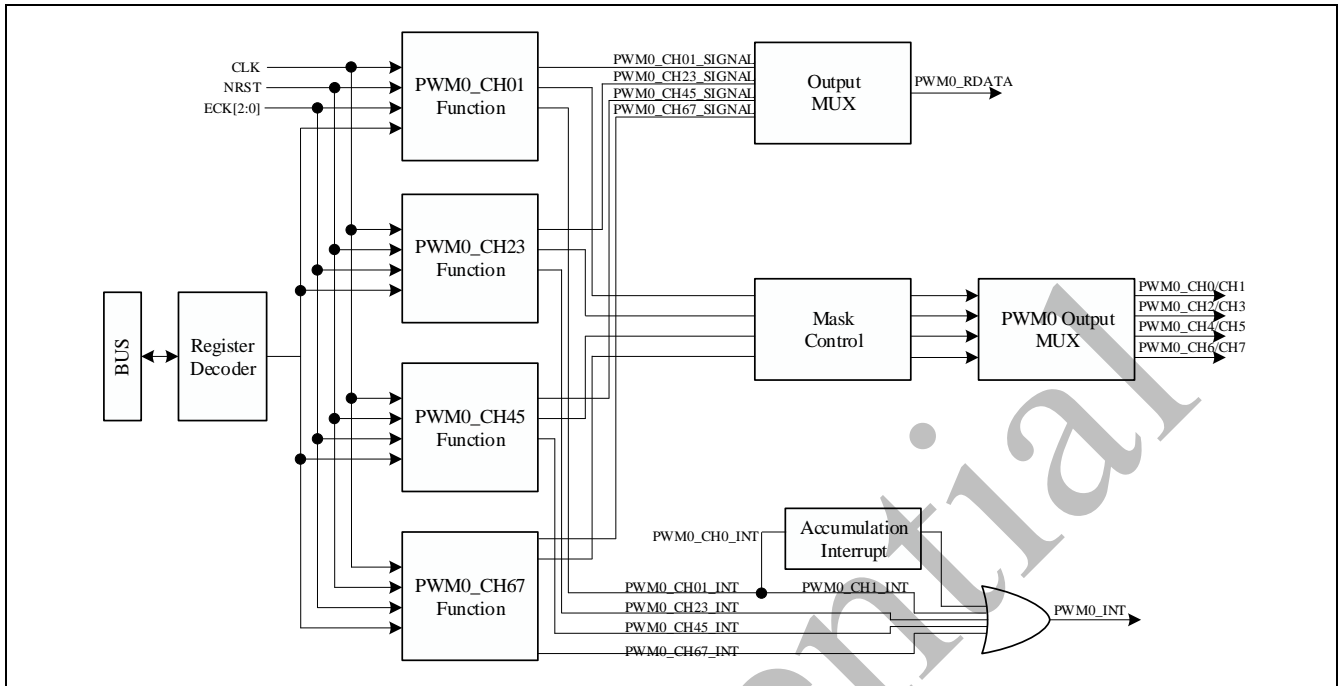 CLK
NRST
ECK[2:0]
PWM0_CH01
Function
PWM0_CH01_SIGNAL
PWM0_CH23_SIGNAL
PWM0_CH45_SIGNAL
PWM0_CH67_SIGNAL
Output
MUX
PWM0_RDATA
PWM0_CH23
Function
BUS
Register
Decoder
Mask
Control
PWM0 Output
MUX
PWM0_CH0/CH1
PWM0_CH2/CH3
PWM0_CH4/CH5
PWM0_CH6/CH7
PWM0_CH45
Function
PWM0_CH67
Function
PWM0_CH0_INT
Accumulation
Interrupt
PWM0_CH01_INT
PWM0_CH1_INT
PWM0_CH23_INT
PWM0_CH45_INT
PWM0_CH67_INT
PWM0_INT
ential